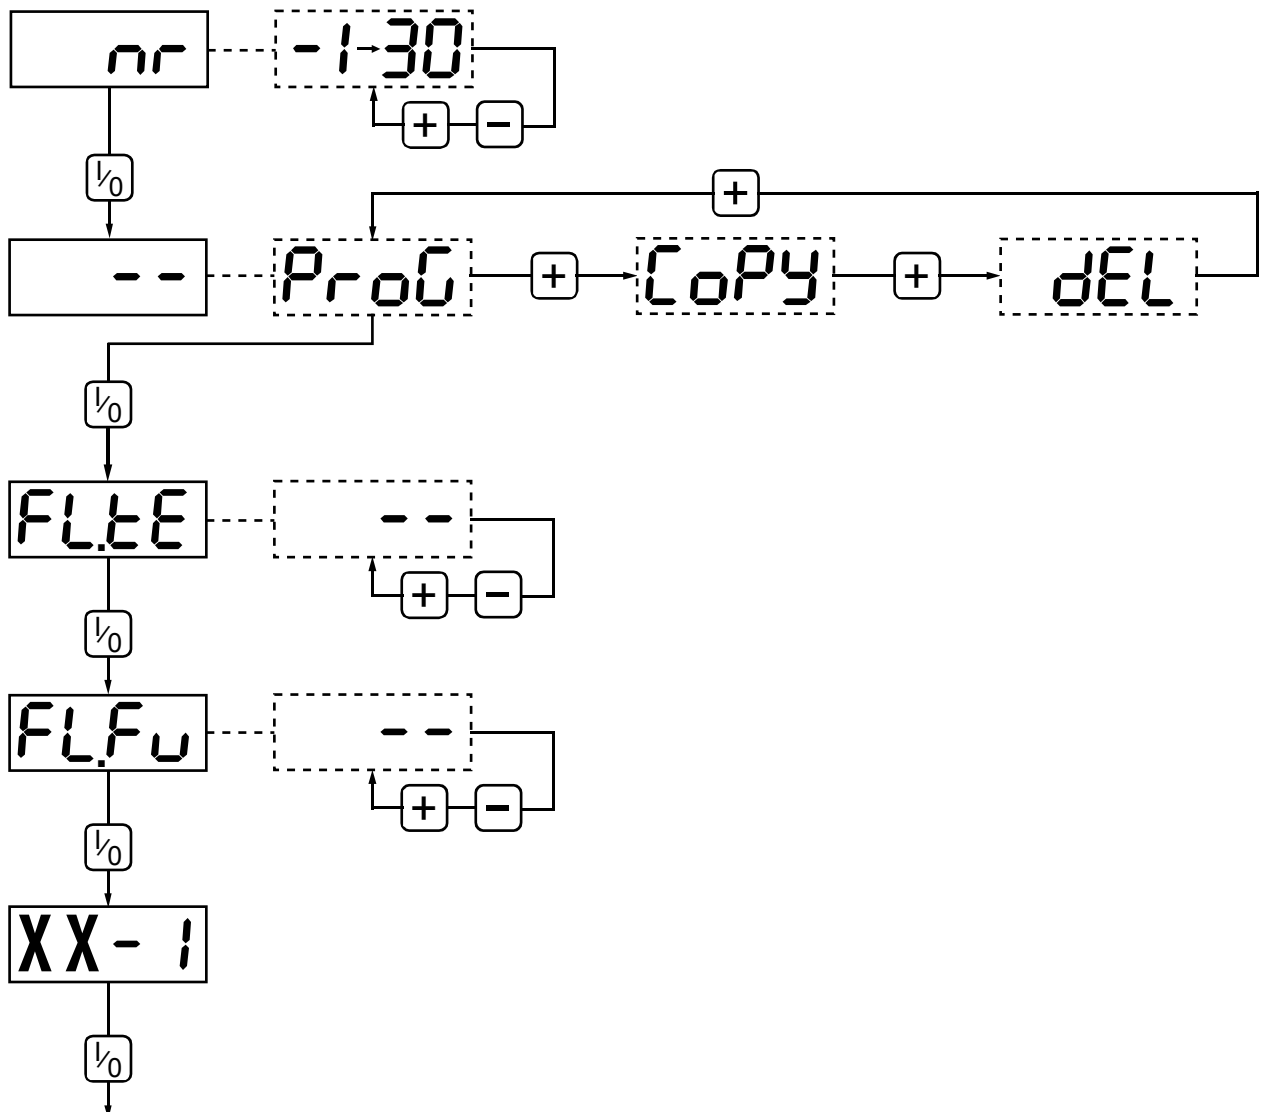 nr -1→30
+ -
I/0
+
-- ProG + CoPY + dEL
I/0
FL.tE --
+ -
I/0
FL.Fu --
+ -
I/0
XX-1
I/0